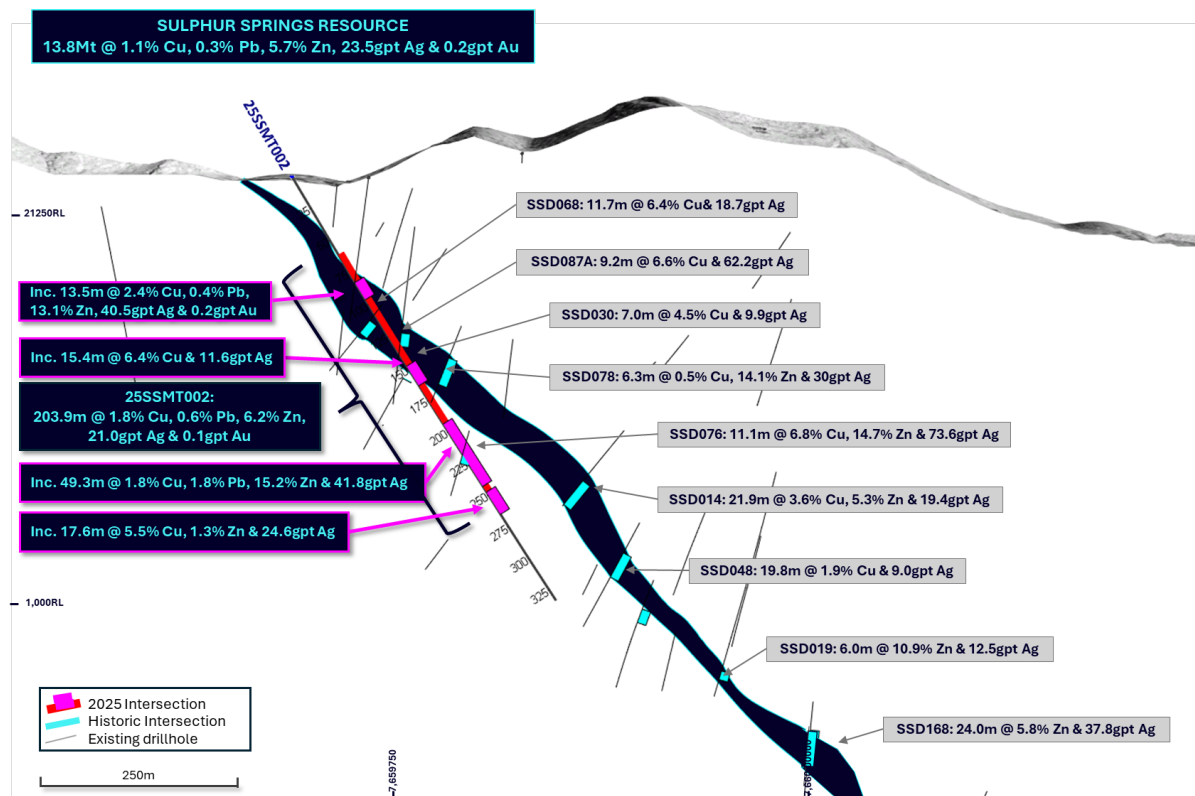 SULPHUR SPRINGS RESOURCE
13.8Mt @ 1.1% Cu, 0.3% Pb, 5.7% Zn, 23.5gpt Ag & 0.2gpt Au
25SSMT002
21250RL
SSD068: 11.7m @ 6.4% Cu& 18.7gpt Ag
SSD087A: 9.2m @ 6.6% Cu & 62.2gpt Ag
Inc. 13.5m @ 2.4% Cu, 0.4% Pb,
13.1% Zn, 40.5gpt Ag & 0.2gpt Au
SSD030: 7.0m @ 4.5% Cu & 9.9gpt Ag
Inc. 15.4m @ 6.4% Cu & 11.6gpt Ag
SSD078: 6.3m @ 0.5% Cu, 14.1% Zn & 30gpt Ag
150
175
200
225
250
275
300
325
25SSMT002:
203.9m @ 1.8% Cu, 0.6% Pb, 6.2% Zn,
21.0gpt Ag & 0.1gpt Au
SSD076: 11.1m @ 6.8% Cu, 14.7% Zn & 73.6gpt Ag
Inc. 49.3m @ 1.8% Cu, 1.8% Pb, 15.2% Zn & 41.8gpt Ag
SSD014: 21.9m @ 3.6% Cu, 5.3% Zn & 19.4gpt Ag
Inc. 17.6m @ 5.5% Cu, 1.3% Zn & 24.6gpt Ag
SSD048: 19.8m @ 1.9% Cu & 9.0gpt Ag
1,000RL
SSD019: 6.0m @ 10.9% Zn & 12.5gpt Ag
SSD168: 24.0m @ 5.8% Zn & 37.8gpt Ag
2025 Intersection
Historic Intersection
Existing drillhole
250m
7,659750